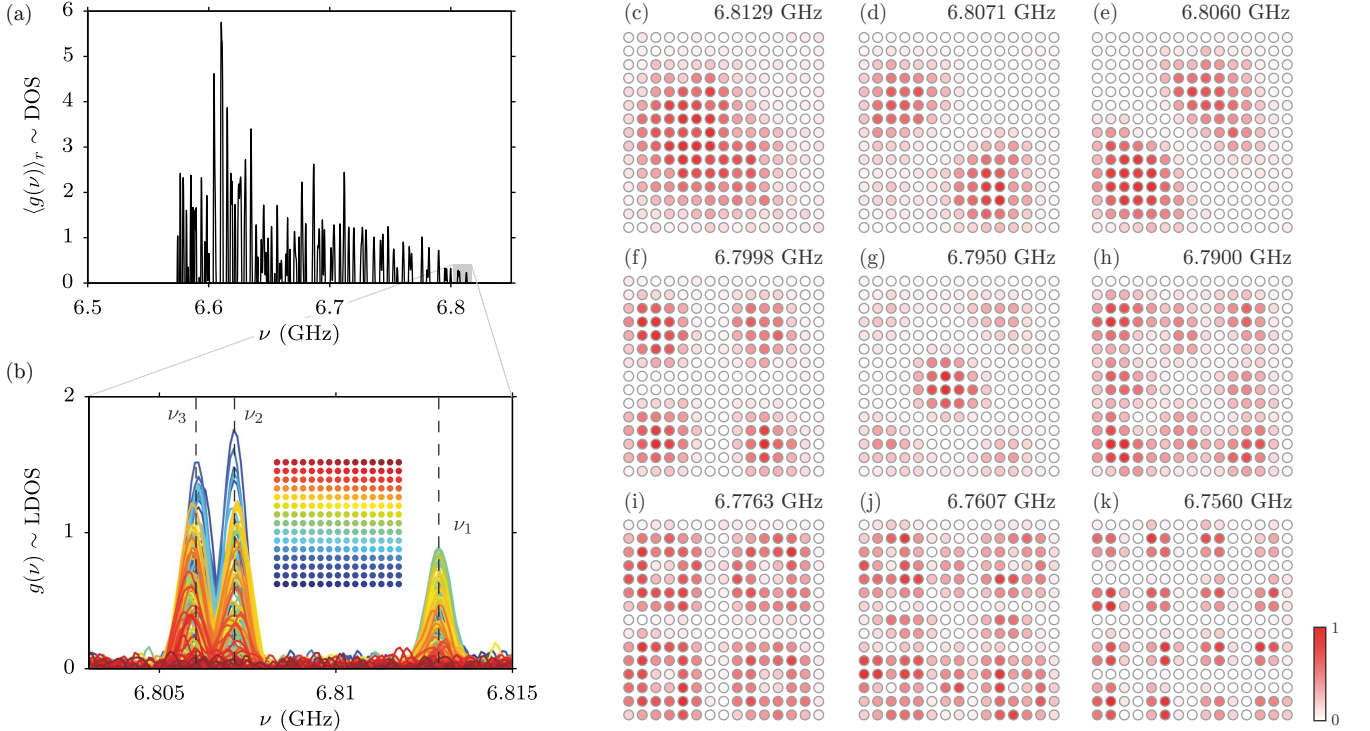 (a)
6
5
4
3
2
1
0
⟨g(ν)⟩r ∼ DOS
6.5
6.6
6.7
6.8
ν (GHz)
(b)
2
1
0
g(ν) ∼ LDOS
ν3
ν2
ν1
6.805
6.81
6.815
ν (GHz)
(c) 6.8129 GHz
(d) 6.8071 GHz
(e) 6.8060 GHz
(f) 6.7998 GHz
(g) 6.7950 GHz
(h) 6.7900 GHz
(i) 6.7763 GHz
(j) 6.7607 GHz
(k) 6.7560 GHz
1
0